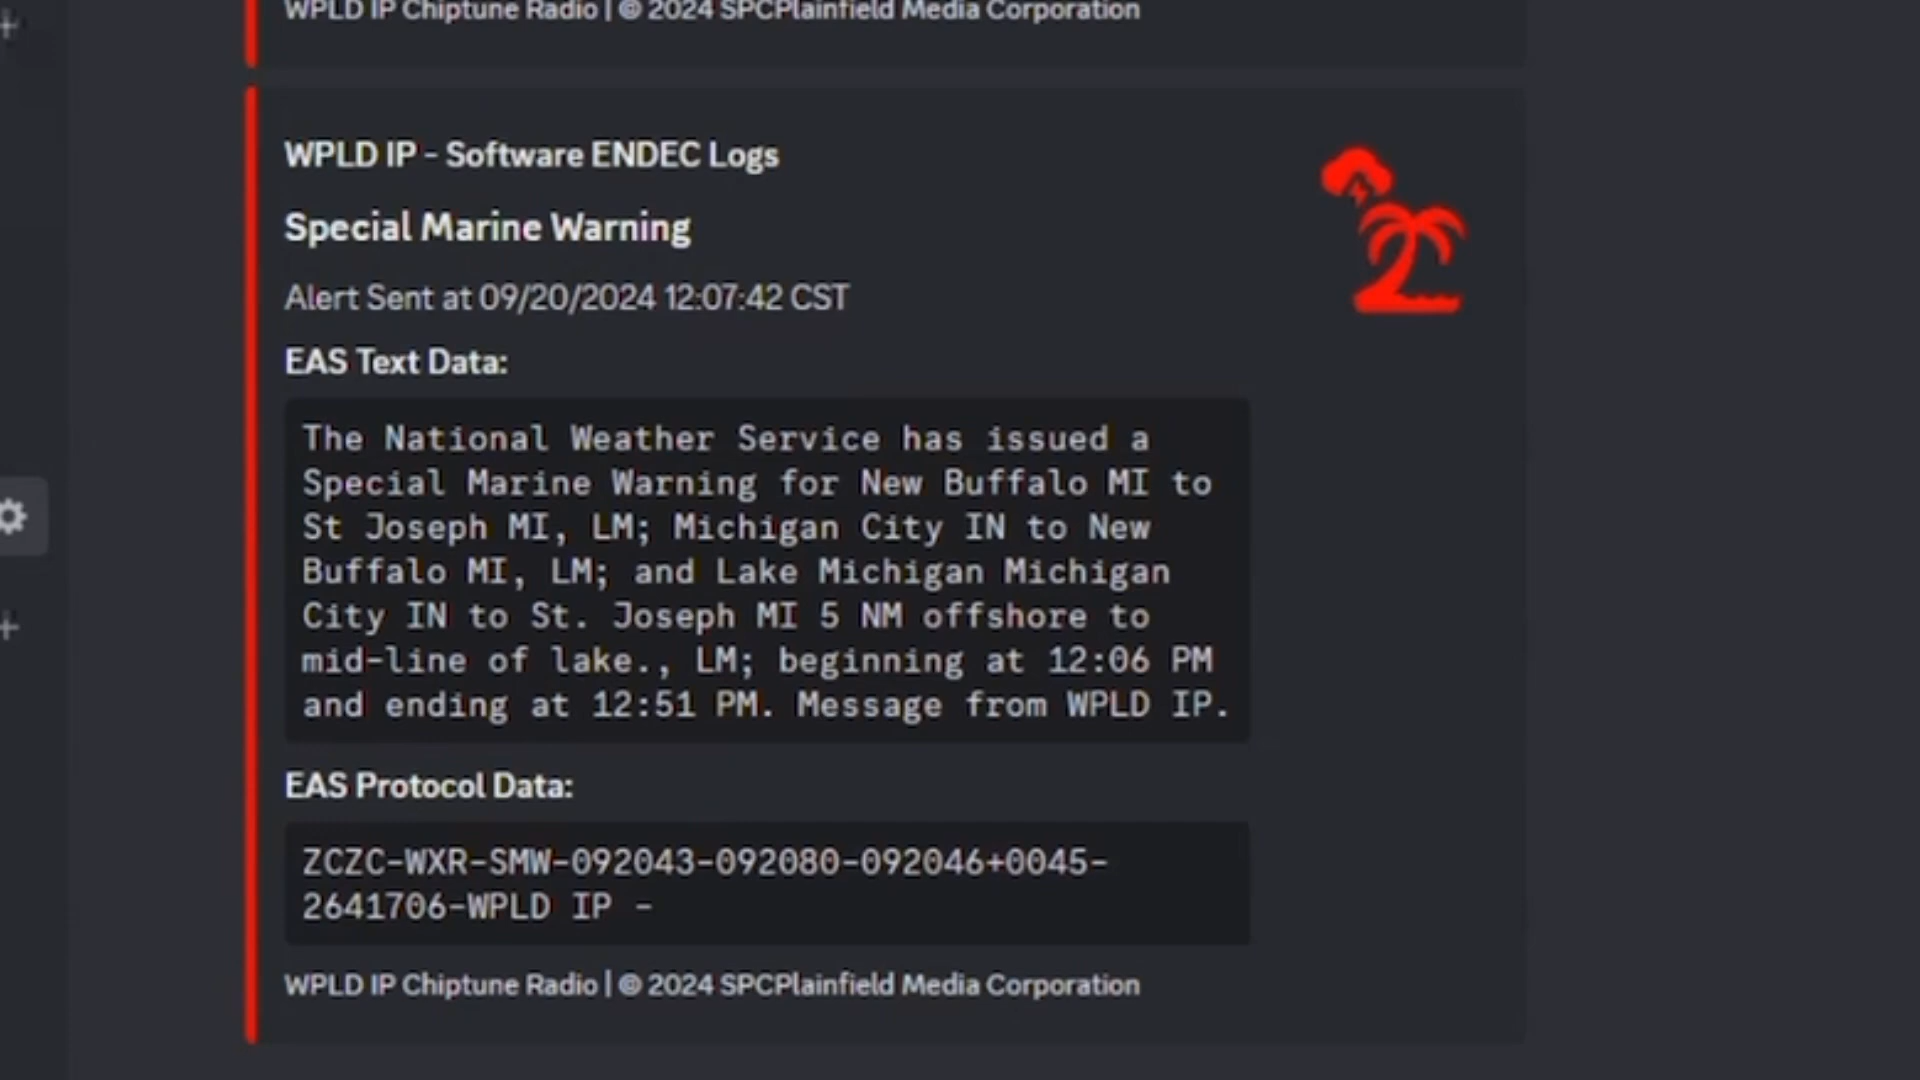 WPLD IP Chiptune Radio | © 2024 SPCPlainfield Media Corporation
WPLD IP - Software ENDEC Logs
Special Marine Warning
Alert Sent at 09/20/2024 12:07:42 CST
EAS Text Data:
The National Weather Service has issued a
Special Marine Warning for New Buffalo MI to
St Joseph MI, LM; Michigan City IN to New
Buffalo MI, LM; and Lake Michigan Michigan
City IN to St. Joseph MI 5 NM offshore to
mid-line of lake., LM; beginning at 12:06 PM
and ending at 12:51 PM. Message from WPLD IP.
EAS Protocol Data:
ZCZC-WXR-SMW-092043-092080-092046+0045-
2641706-WPLD IP -
WPLD IP Chiptune Radio | © 2024 SPCPlainfield Media Corporation